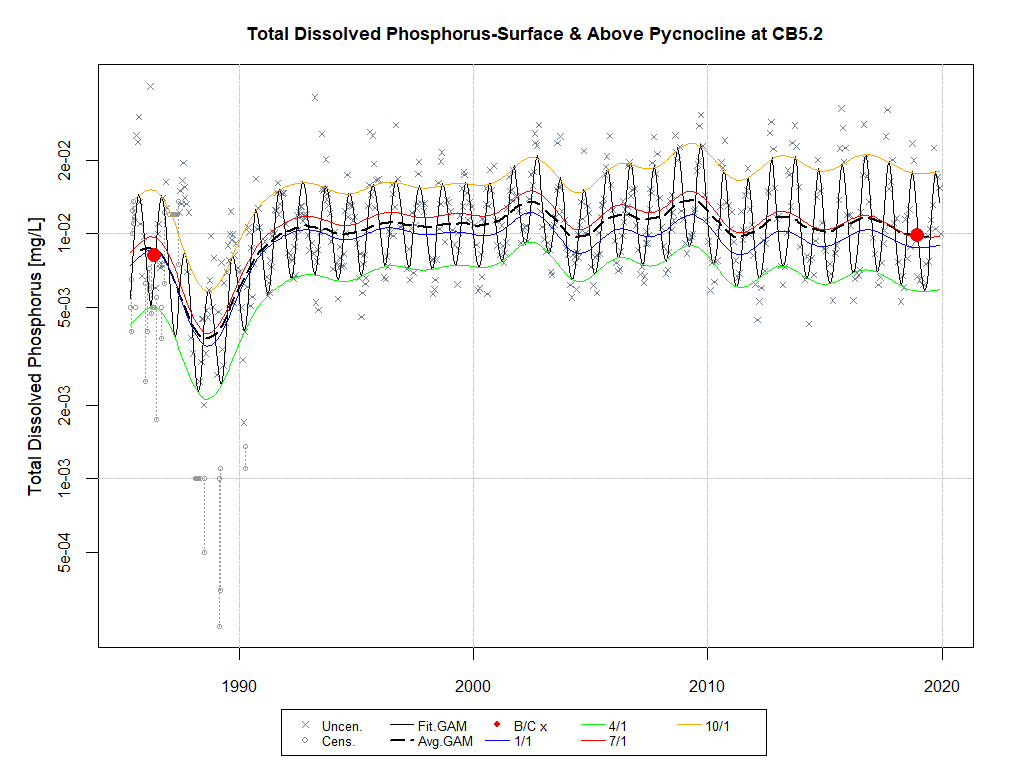 Total Dissolved Phosphorus-Surface & Above Pycnocline at CB5.2
Total Dissolved Phosphorus [mg/L]
2e-02
1e-02
5e-03
2e-03
1e-03
5e-04
1990 2000 2010 2020
Uncen. Fit.GAM B/C x 4/1 10/1
Cens. Avg.GAM 1/1 7/1